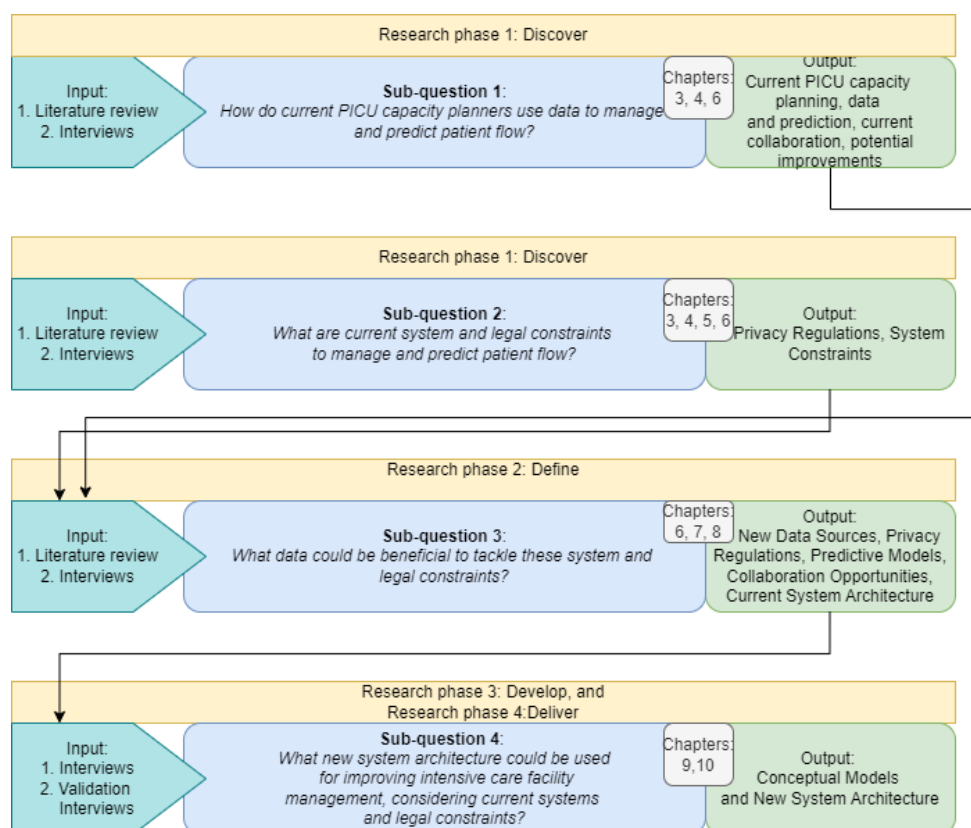 Research phase 1: Discover
Input:
1. Literature review
2. Interviews
Sub-question 1:
How do current PICU capacity planners use data to manage
and predict patient flow?
Chapters:
3, 4, 6
Output:
Current PICU capacity
planning, data
and prediction, current
collaboration, potential
improvements
Research phase 1: Discover
Input:
1. Literature review
2. Interviews
Sub-question 2:
What are current system and legal constraints
to manage and predict patient flow?
Chapters:
3, 4, 5, 6
Output:
Privacy Regulations, System
Constraints
Research phase 2: Define
Input:
1. Literature review
2. Interviews
Sub-question 3:
What data could be beneficial to tackle these system and
legal constraints?
Chapters:
6, 7, 8
Output:
New Data Sources, Privacy
Regulations, Predictive Models,
Collaboration Opportunities,
Current System Architecture
Research phase 3: Develop, and
Research phase 4:Deliver
Input:
1. Interviews
2. Validation
Interviews
Sub-question 4:
What new system architecture could be used
for improving intensive care facility
management, considering current systems
and legal constraints?
Chapters:
9,10
Output:
Conceptual Models
and New System Architecture